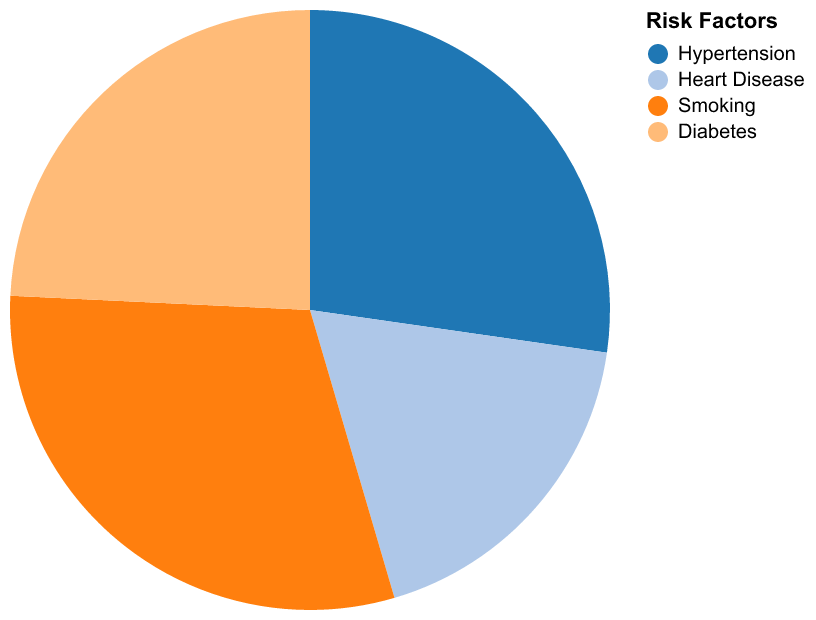 Risk Factors
Hypertension
Heart Disease
Smoking
Diabetes